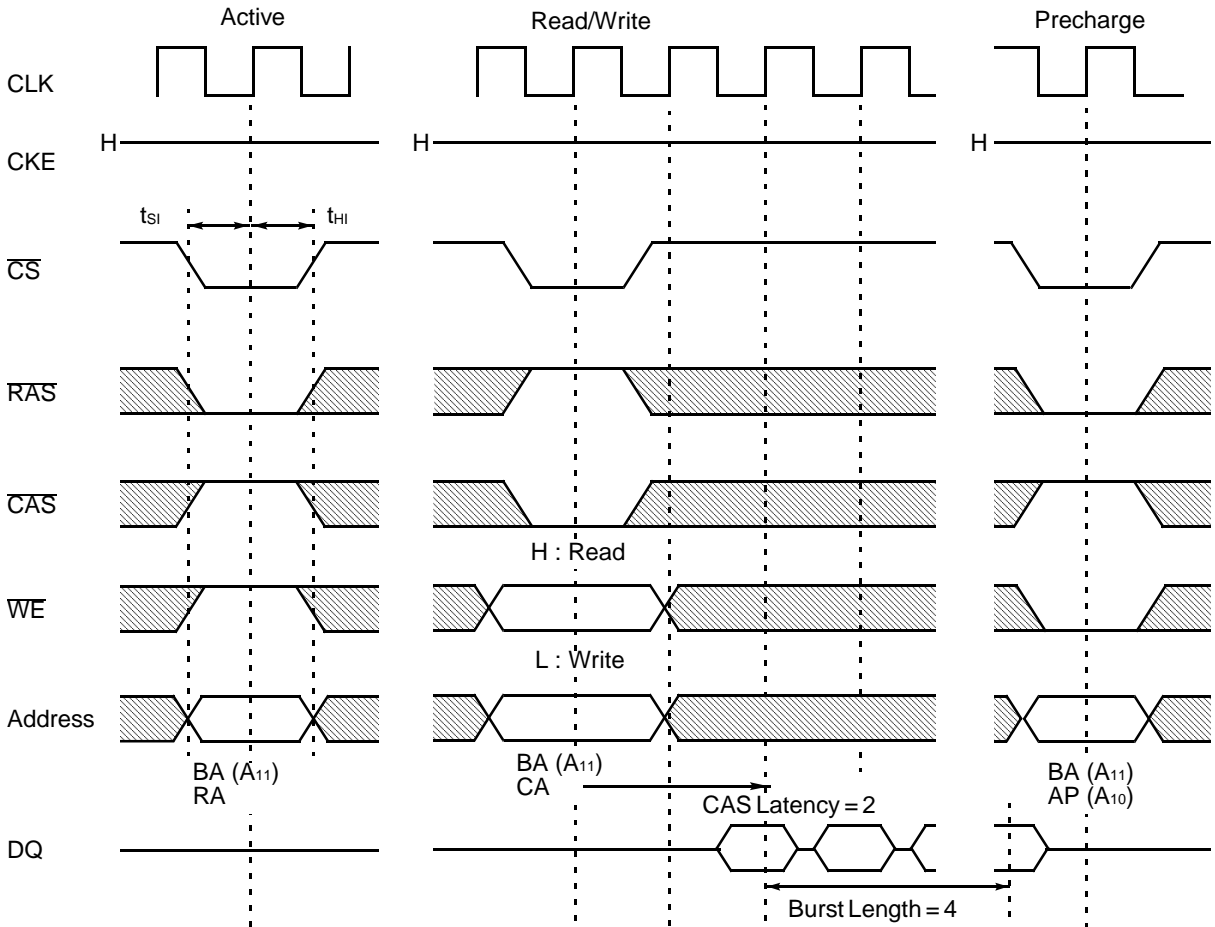 Active Read/Write Precharge
CLK
H H H
CKE
tSI tHI
CS
RAS
CAS
H : Read
WE
L : Write
Address
BA (A11) BA (A11) BA (A11)
RA CA AP (A10)
CAS Latency = 2
DQ
Burst Length = 4